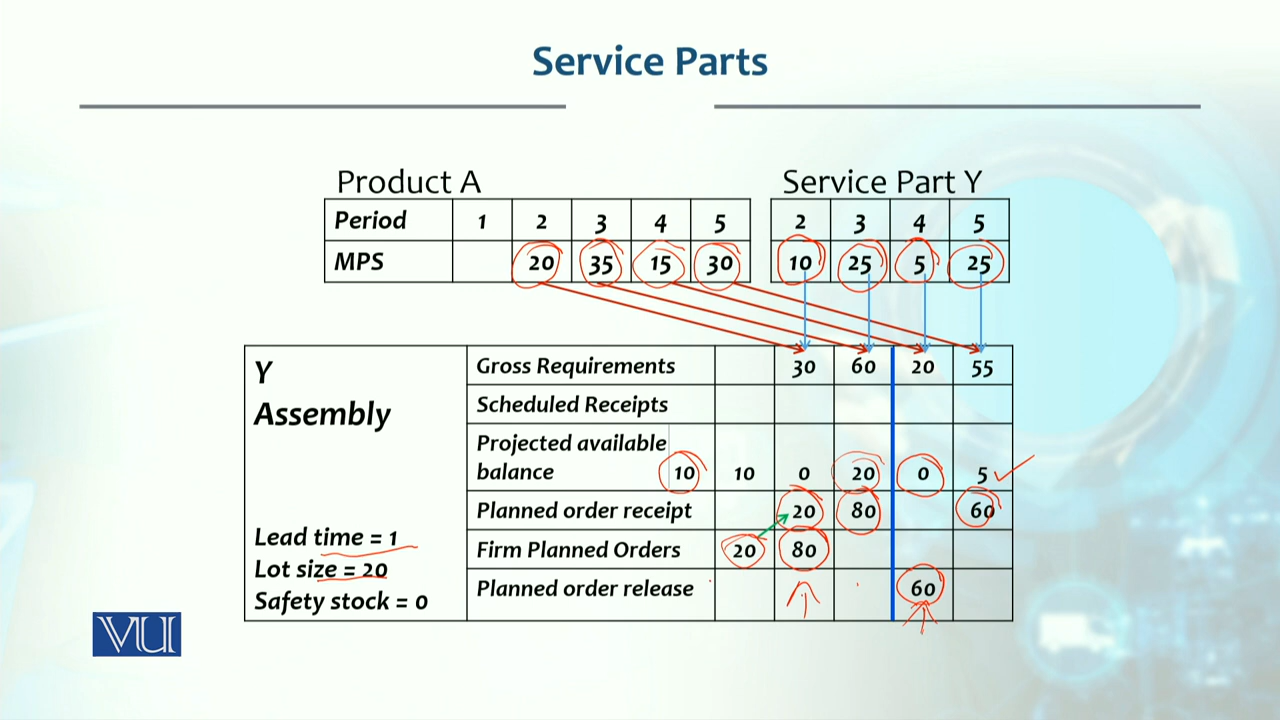 Service Parts
Product A
Service Part Y
Period 1 2 3 4 5 2 3 4 5
MPS 20 35 15 30 10 25 5 25
Y
Assembly
Lead time = 1
Lot size = 20
Safety stock = 0
Gross Requirements 30 60 20 55
Scheduled Receipts
Projected available
balance 10 10 0 20 0 5
Planned order receipt 20 80 60
Firm Planned Orders 20 80
Planned order release 60
VU